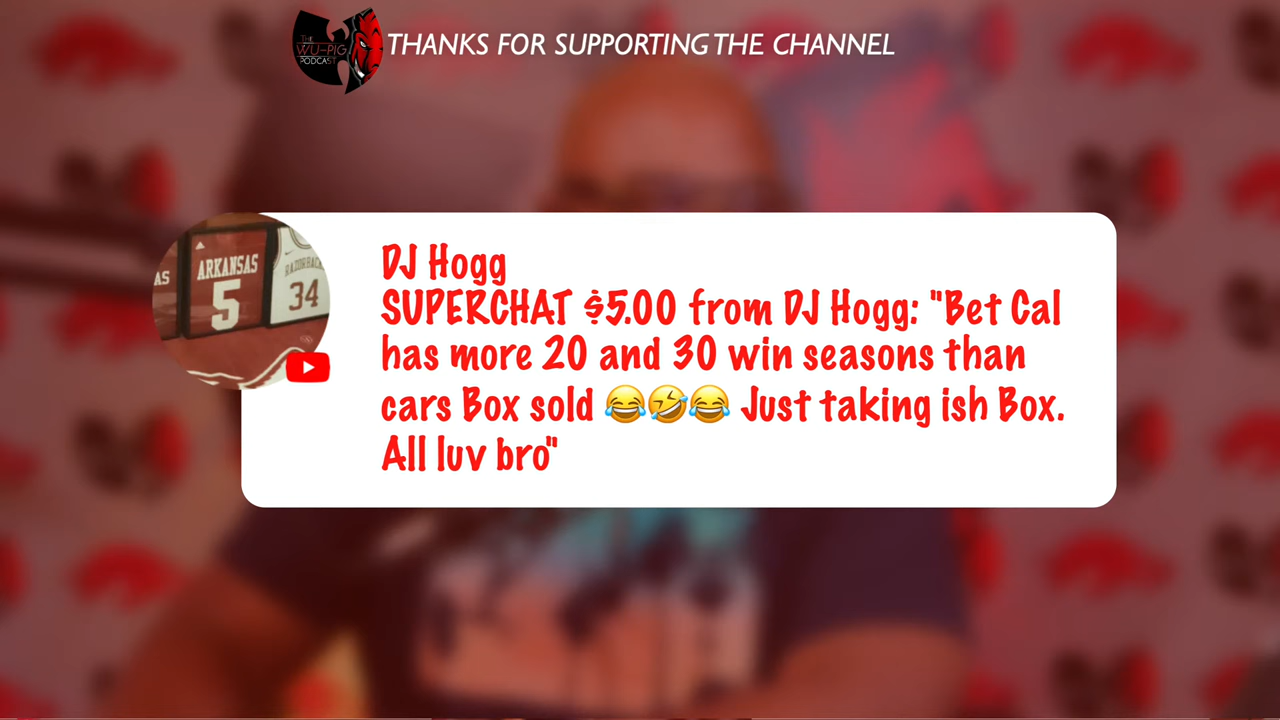 THE
WU-PIG
PODCAST
THANKS FOR SUPPORTING THE CHANNEL
AS
ARKANSAS
5
RAZORBACK
34
DJ Hogg
SUPERCHAT $5.00 from DJ Hogg: "Bet Cal
has more 20 and 30 win seasons than
cars Box sold 😂🤣😂 Just taking ish Box.
All luv bro"